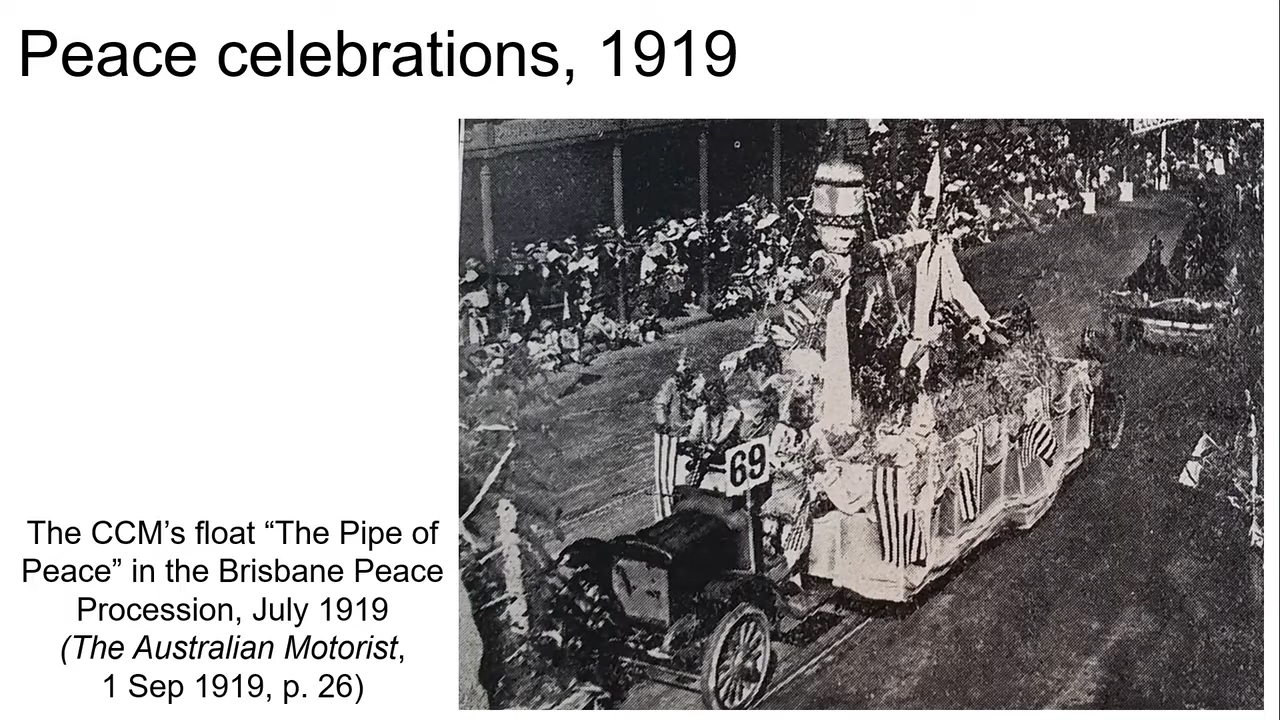 Peace celebrations, 1919
69
The CCM’s float “The Pipe of
Peace” in the Brisbane Peace
Procession, July 1919
(The Australian Motorist,
1 Sep 1919, p. 26)